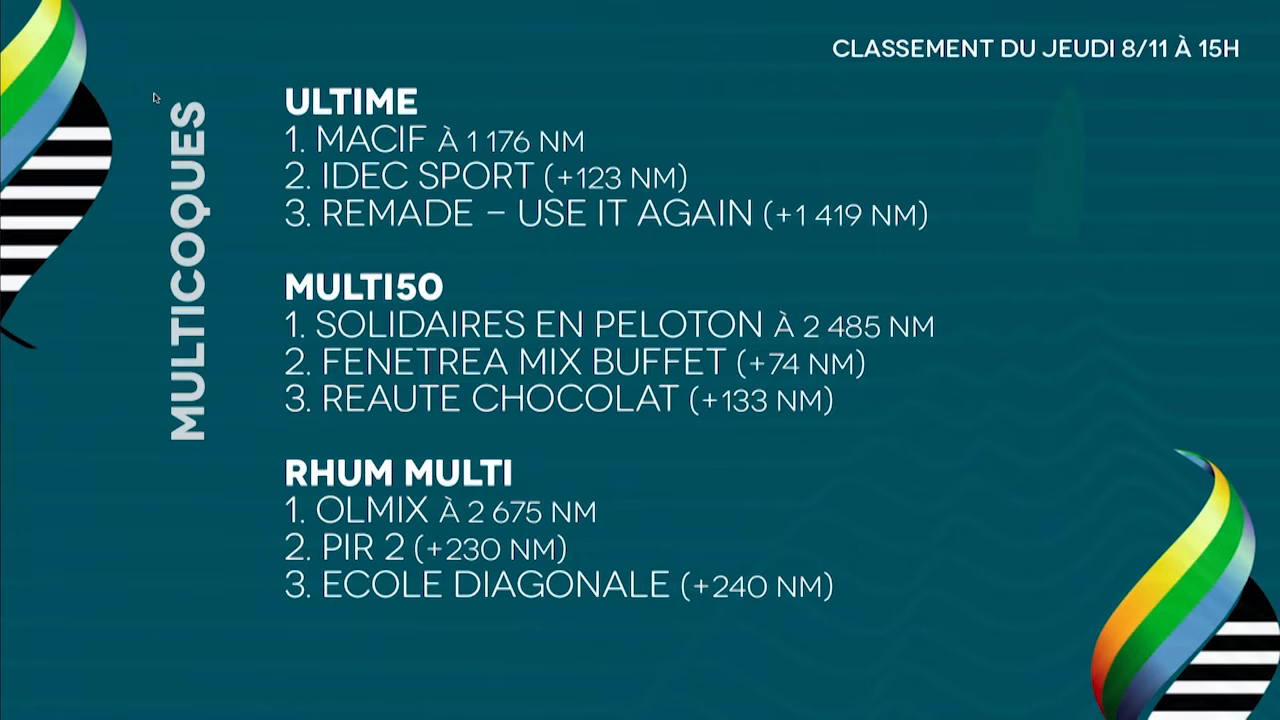 CLASSEMENT DU JEUDI 8/11 À 15H
MULTICOQUES
ULTIME
1. MACIF À 1 176 NM
2. IDEC SPORT (+123 NM)
3. REMADE – USE IT AGAIN (+1 419 NM)
MULTI50
1. SOLIDAIRES EN PELOTON À 2 485 NM
2. FENETREA MIX BUFFET (+74 NM)
3. REAUTE CHOCOLAT (+133 NM)
RHUM MULTI
1. OLMIX À 2 675 NM
2. PIR 2 (+230 NM)
3. ECOLE DIAGONALE (+240 NM)